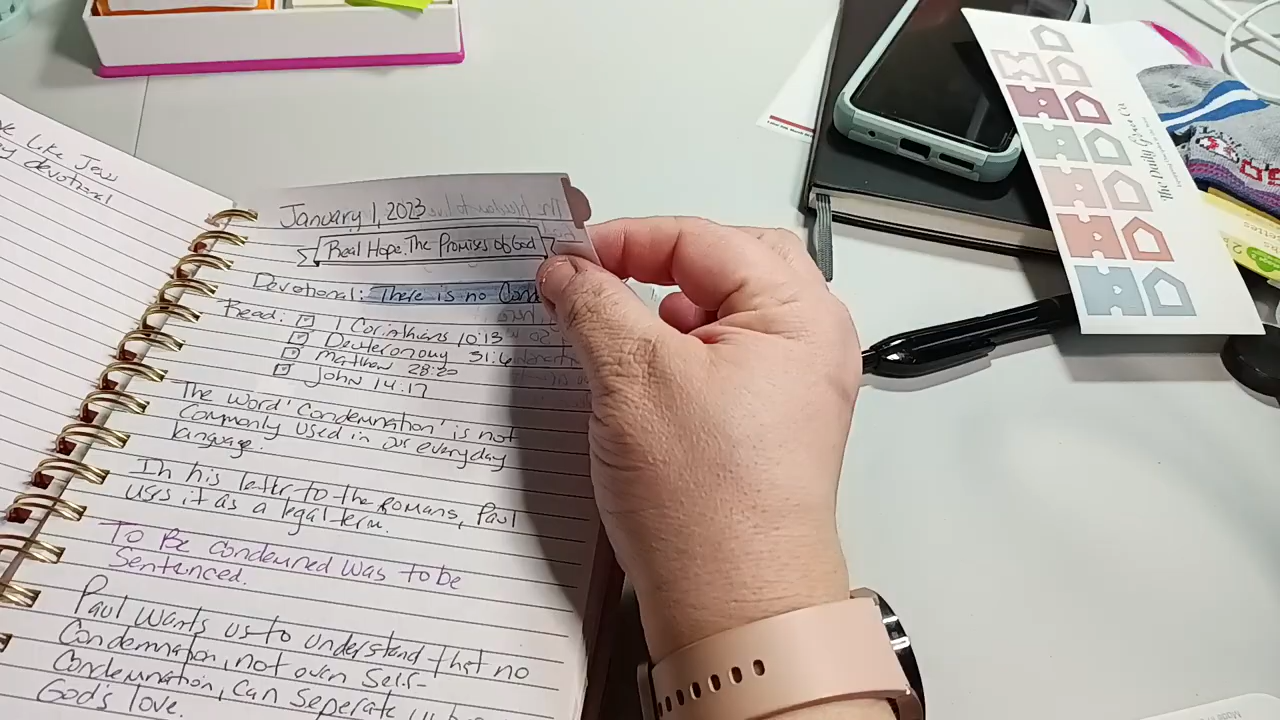 like Jew
devotional
January 1, 2023
Real Hope: The Promises of God
Devotional: There is no
Read: 1 Corinthians 10:13
Deuteronomy 31:6
Matthew 28:20
John 14:17
The word 'Condemnation' is not
commonly used in our everyday
language.
In his letter to the Romans, Paul
uses it as a legal term.
To Be Condemned was to be
Sentenced.
Paul wants us to understand that no
Condemnation, not even Self-
Condemnation, can seperate
God's love.
the Daily Grace Co.